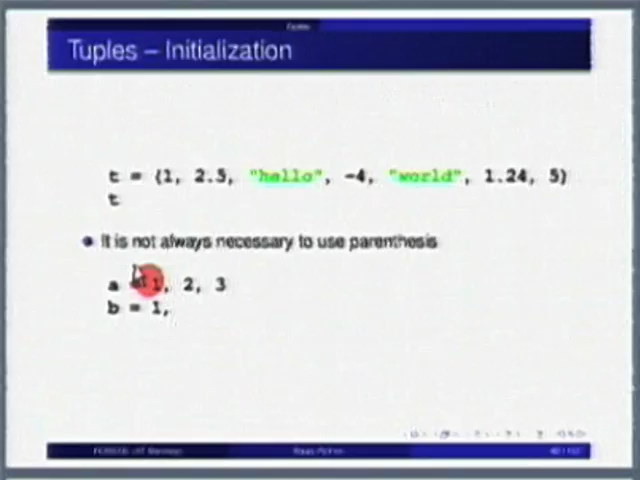 Tuples – Initialization
t = (1, 2.5, "hello", -4, "world", 1.24, 5)
t
It is not always necessary to use parenthesis
a = 1, 2, 3
b = 1,